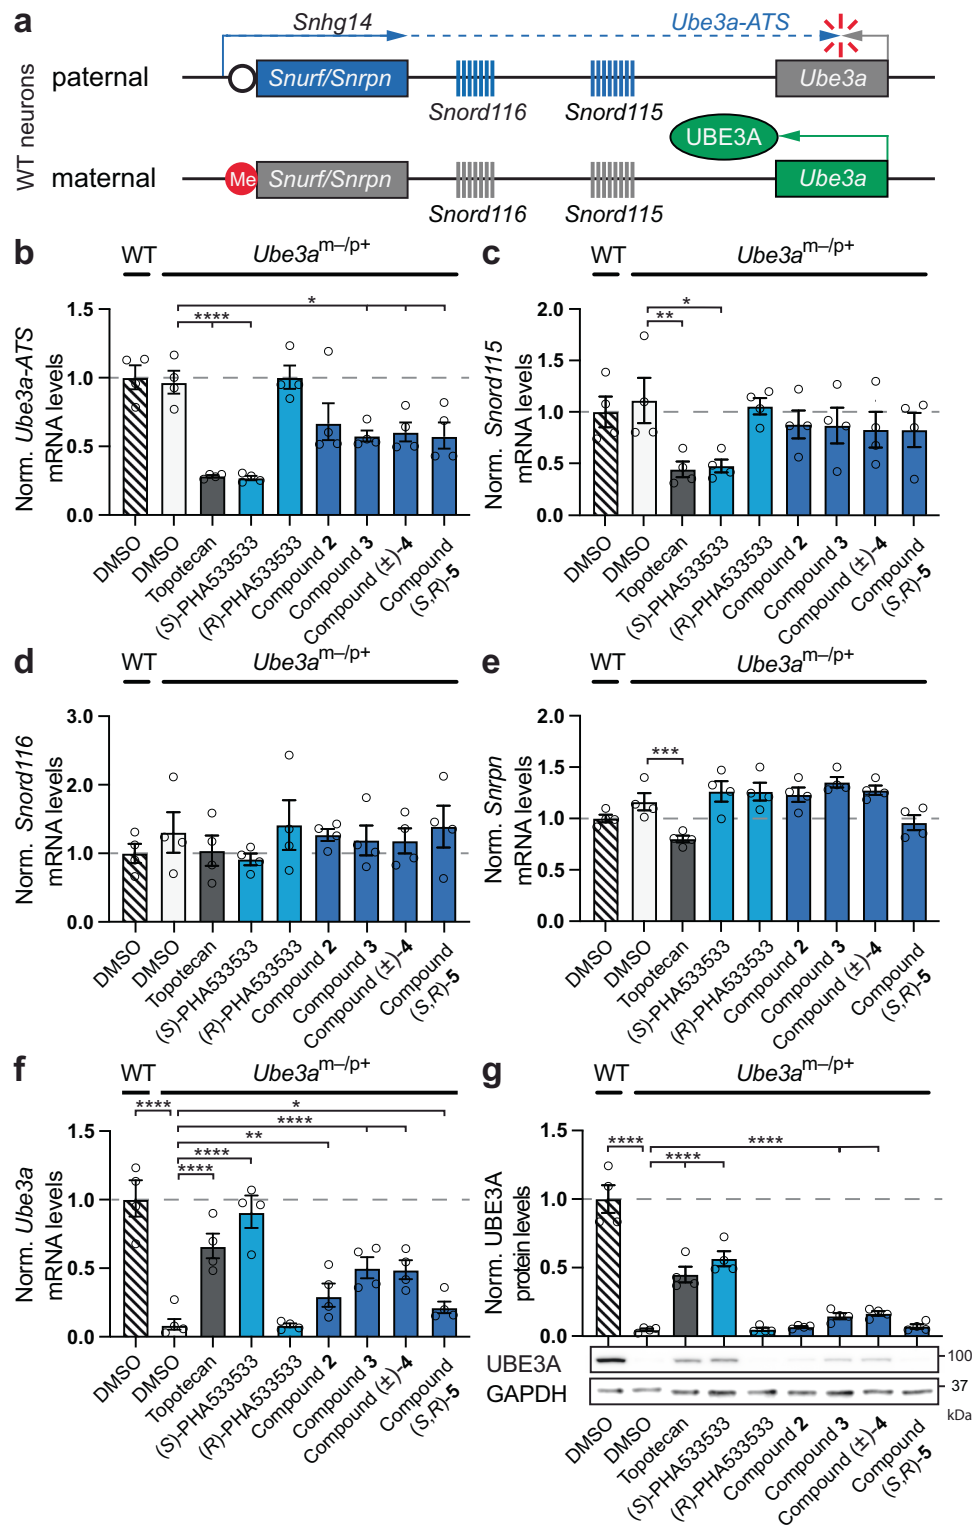 a
Snhg14
Ube3a-ATS
WT neurons
paternal
Snurf/Snrpn
Snord116
Snord115
Ube3a
UBE3A
maternal
Me
Snurf/Snrpn
Snord116
Snord115
Ube3a
b
WT
Ube3a m–/p+
Norm. Ube3a-ATS
mRNA levels
1.5
1.0
0.5
0.0
****
*
DMSO
DMSO
Topotecan
(S)-PHA533533
(R)-PHA533533
Compound 2
Compound 3
Compound (±)-4
Compound
(S,R)-5
c
WT
Ube3a m–/p+
Norm. Snord115
mRNA levels
2.0
1.5
1.0
0.5
0.0
*
**
DMSO
DMSO
Topotecan
(S)-PHA533533
(R)-PHA533533
Compound 2
Compound 3
Compound (±)-4
Compound
(S,R)-5
d
WT
Ube3a m–/p+
Norm. Snord116
mRNA levels
3.0
2.0
1.0
0.0
DMSO
DMSO
Topotecan
(S)-PHA533533
(R)-PHA533533
Compound 2
Compound 3
Compound (±)-4
Compound
(S,R)-5
e
WT
Ube3a m–/p+
Norm. Snrpn
mRNA levels
2.0
1.5
1.0
0.5
0.0
***
DMSO
DMSO
Topotecan
(S)-PHA533533
(R)-PHA533533
Compound 2
Compound 3
Compound (±)-4
Compound
(S,R)-5
f
WT
Ube3a m–/p+
Norm. Ube3a
mRNA levels
1.5
1.0
0.5
0.0
****
*
****
**
****
****
DMSO
DMSO
Topotecan
(S)-PHA533533
(R)-PHA533533
Compound 2
Compound 3
Compound (±)-4
Compound
(S,R)-5
g
WT
Ube3a m–/p+
Norm. UBE3A
protein levels
1.5
1.0
0.5
0.0
****
****
****
UBE3A
100
GAPDH
37
kDa
DMSO
DMSO
Topotecan
(S)-PHA533533
(R)-PHA533533
Compound 2
Compound 3
Compound (±)-4
Compound
(S,R)-5